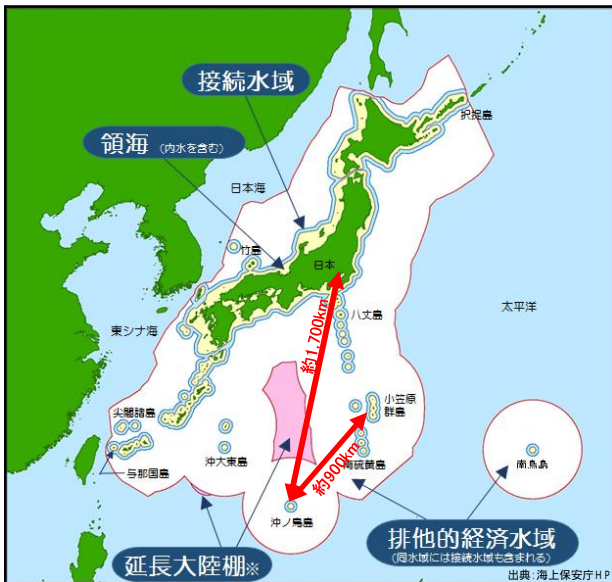 接続水域
択捉島
領海 (内水を含む)
日本海
竹島
日本
太平洋
八丈島
東シナ海
約1,700km
小笠原
群島
尖閣諸島
沖大東島
約900km
南硫黄島
南鳥島
与那国島
沖ノ鳥島
排他的経済水域
(同水域には接続水域も含まれる)
延長大陸棚※
出典:海上保安庁HP